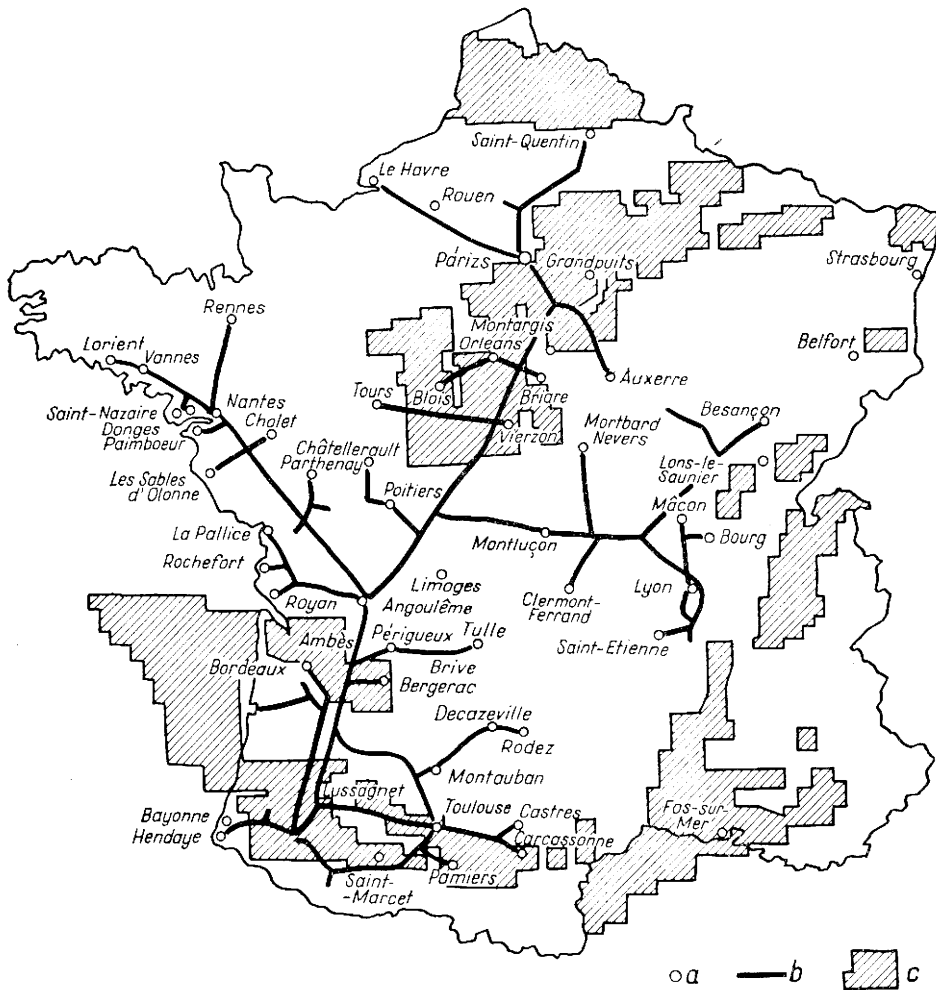 Saint-Quentin
Le Havre
Rouen
Párizs
Grandpuits
Strasbourg
Rennes
Montargis
Orléans
Lorient
Vannes
Belfort
Tours
Blois
Briare
Auxerre
Saint-Nazaire
Nantes
Donges
Cholet
Paimboeuf
Vierzon
Mortbard
Nevers
Besançon
Châtellerault
Parthenay
Les Sables
d'Olonne
Poitiers
Lons-le-
Saunier
Mâcon
La Pallice
Montluçon
Bourg
Rochefort
Limoges
Clermont-
Ferrand
Lyon
Royan
Angoulême
Ambès
Périgueux
Tulle
Saint-Etienne
Bordeaux
Brive
Bergerac
Decazeville
Rodez
Montauban
Lussagnet
Bayonne
Hendaye
Toulouse
Castres
Carcassonne
Fos-sur-
Mer
Saint-
-Marcet
Pamiers
a b c